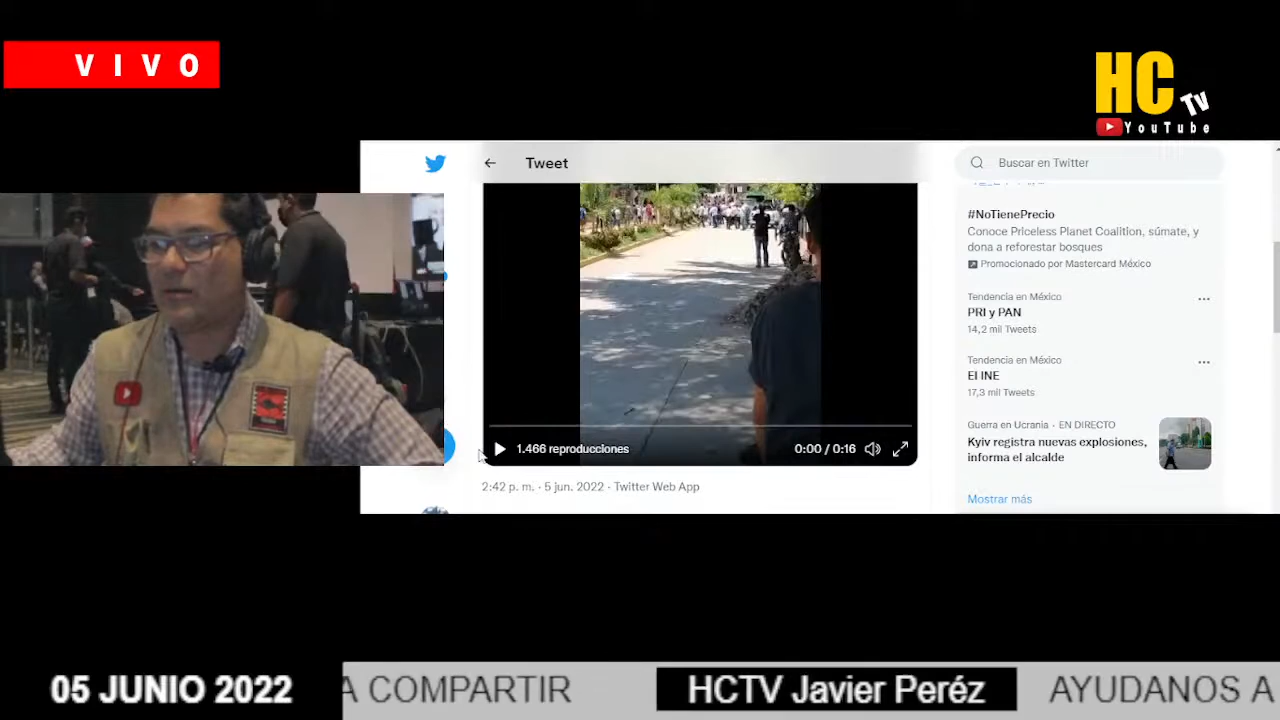 VIVO
HC
Tv
YouTube
Tweet
Buscar en Twitter
#NoTienePrecio
Conoce Priceless Planet Coalition, súmate, y
dona a reforestar bosques
Promocionado por Mastercard México
Tendencia en México
PRI y PAN
14,2 mil Tweets
Tendencia en México
El INE
17,3 mil Tweets
Guerra en Ucrania · EN DIRECTO
Kyiv registra nuevas explosiones,
informa el alcalde
Mostrar más
1.466 reproducciones
0:00 / 0:16
2:42 p. m. · 5 jun. 2022 · Twitter Web App
05 JUNIO 2022
A COMPARTIR
HCTV Javier Peréz
AYUDANOS A